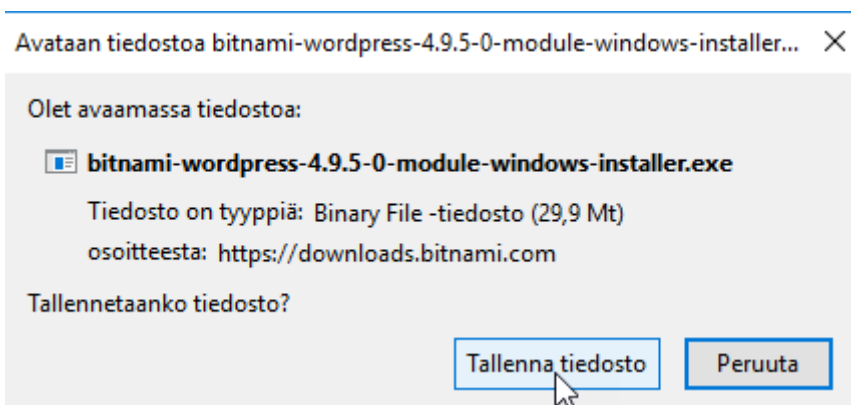 Avataan tiedostoa bitnami-wordpress-4.9.5-0-module-windows-installer...
Olet avaamassa tiedostoa:
bitnami-wordpress-4.9.5-0-module-windows-installer.exe
Tiedosto on tyyppiä: Binary File -tiedosto (29,9 Mt)
osoitteesta: https://downloads.bitnami.com
Tallennetaanko tiedosto?
Tallenna tiedosto Peruuta